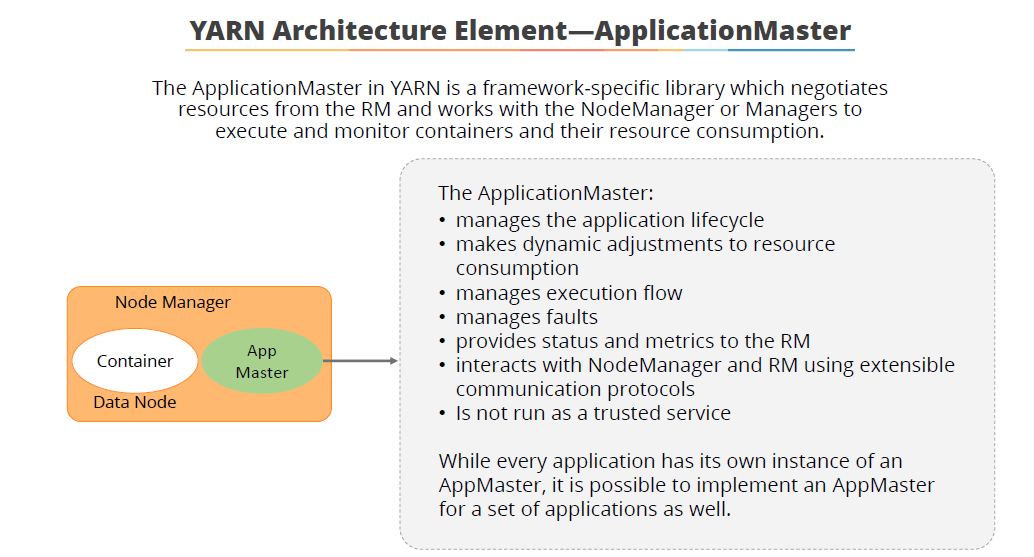 YARN Architecture Element—ApplicationMaster
The ApplicationMaster in YARN is a framework-specific library which negotiates
resources from the RM and works with the NodeManager or Managers to
execute and monitor containers and their resource consumption.
Node Manager
Container
App
Master
Data Node
The ApplicationMaster:
• manages the application lifecycle
• makes dynamic adjustments to resource
consumption
• manages execution flow
• manages faults
• provides status and metrics to the RM
• interacts with NodeManager and RM using extensible
communication protocols
• Is not run as a trusted service
While every application has its own instance of an
AppMaster, it is possible to implement an AppMaster
for a set of applications as well.